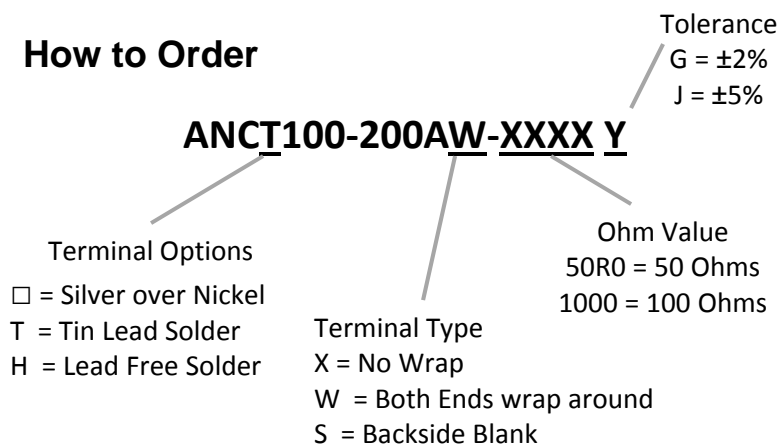 How to Order
Tolerance
G = ±2%
J = ±5%
ANCT100-200AW-XXXX Y
Terminal Options
□ = Silver over Nickel
T = Tin Lead Solder
H = Lead Free Solder
Terminal Type
X = No Wrap
W = Both Ends wrap around
S = Backside Blank
Ohm Value
50R0 = 50 Ohms
1000 = 100 Ohms